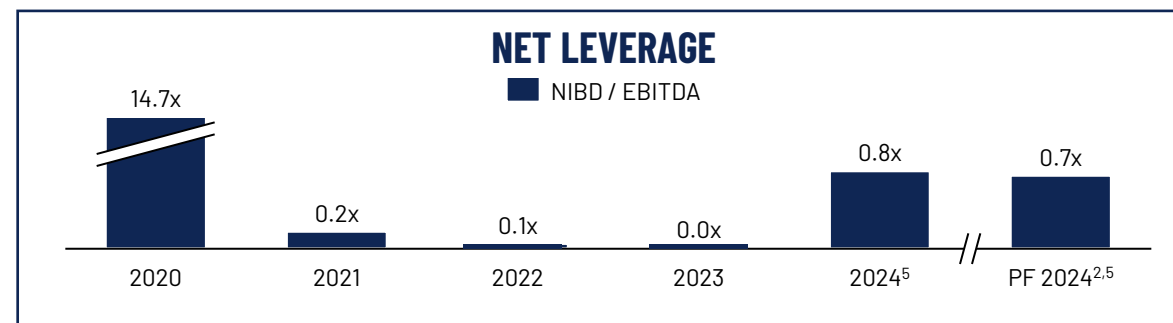 NET LEVERAGE
NIBD / EBITDA
14.7x
0.2x
0.1x
0.0x
0.8x
0.7x
2020
2021
2022
2023
2024⁵
PF 2024²,⁵